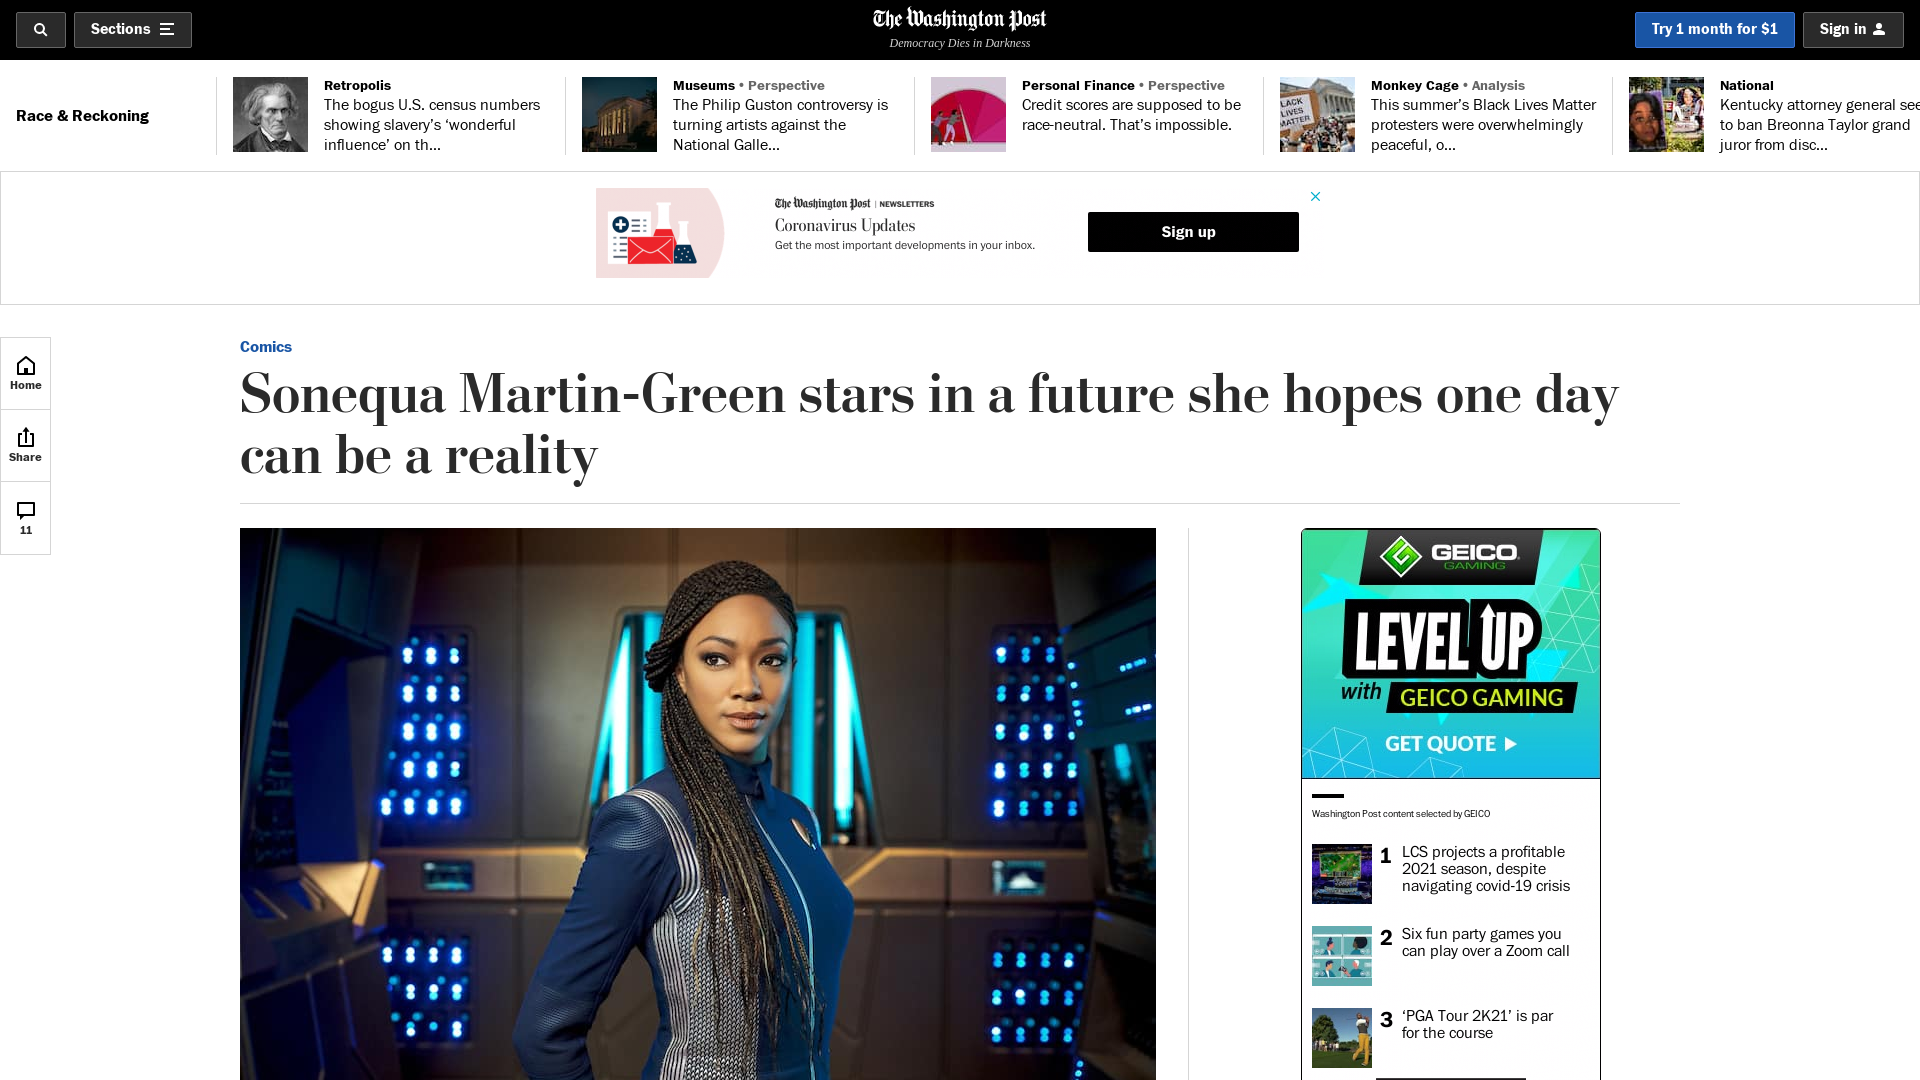 Sections
The Washington Post
Democracy Dies in Darkness
Try 1 month for $1
Sign in
Race & Reckoning
Retropolis
The bogus U.S. census numbers
showing slavery's ‘wonderful
influence’ on th...
Museums • Perspective
The Philip Guston controversy is
turning artists against the
National Galle...
Personal Finance • Perspective
Credit scores are supposed to be
race-neutral. That’s impossible.
LACK
LIVES
MATTER
Monkey Cage • Analysis
This summer’s Black Lives Matter
protesters were overwhelmingly
peaceful, o...
National
Kentucky attorney general see
to ban Breonna Taylor grand
juror from disc...
The Washington Post | NEWSLETTERS
Coronavirus Updates
Get the most important developments in your inbox.
Sign up
Home
Share
11
Comics
Sonequa Martin-Green stars in a future she hopes one day
can be a reality
GEICO
GAMING
LEVEL UP
with GEICO GAMING
GET QUOTE
Washington Post content selected by GEICO
1 LCS projects a profitable
2021 season, despite
navigating covid-19 crisis
2 Six fun party games you
can play over a Zoom call
3 ‘PGA Tour 2K21’ is par
for the course